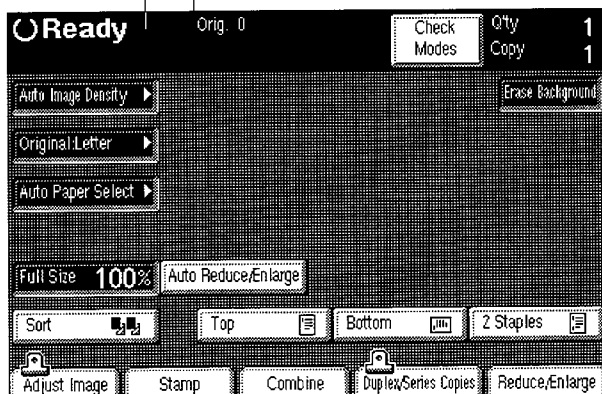 Ready Orig. 0 Check Modes Q'ty 1
Copy 1
Auto Image Density Erase Background
Original:Letter
Auto Paper Select
Full Size 100% Auto Reduce/Enlarge
Sort Top Bottom 2 Staples
Adjust Image Stamp Combine Duplex/Series Copies Reduce/Enlarge